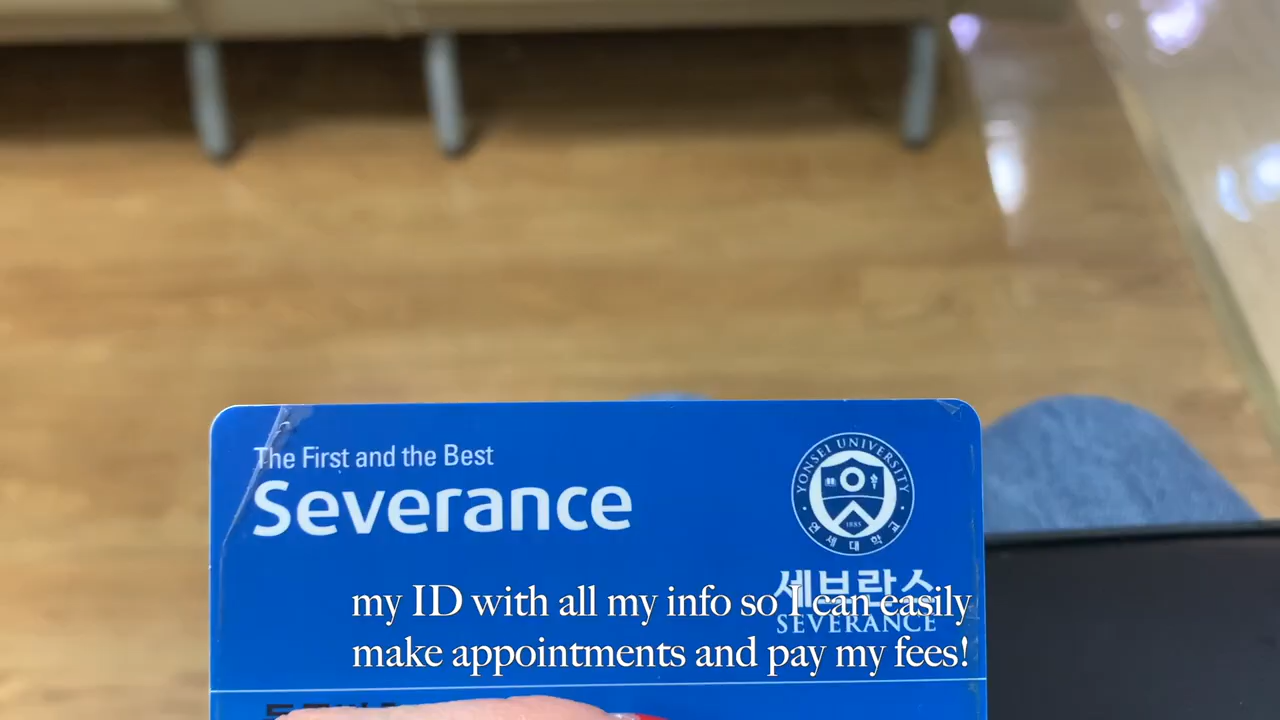 The First and the Best
Severance
YONSEI UNIVERSITY
1885
연세대학교
세브란스
SEVERANCE
my ID with all my info so I can easily
make appointments and pay my fees!